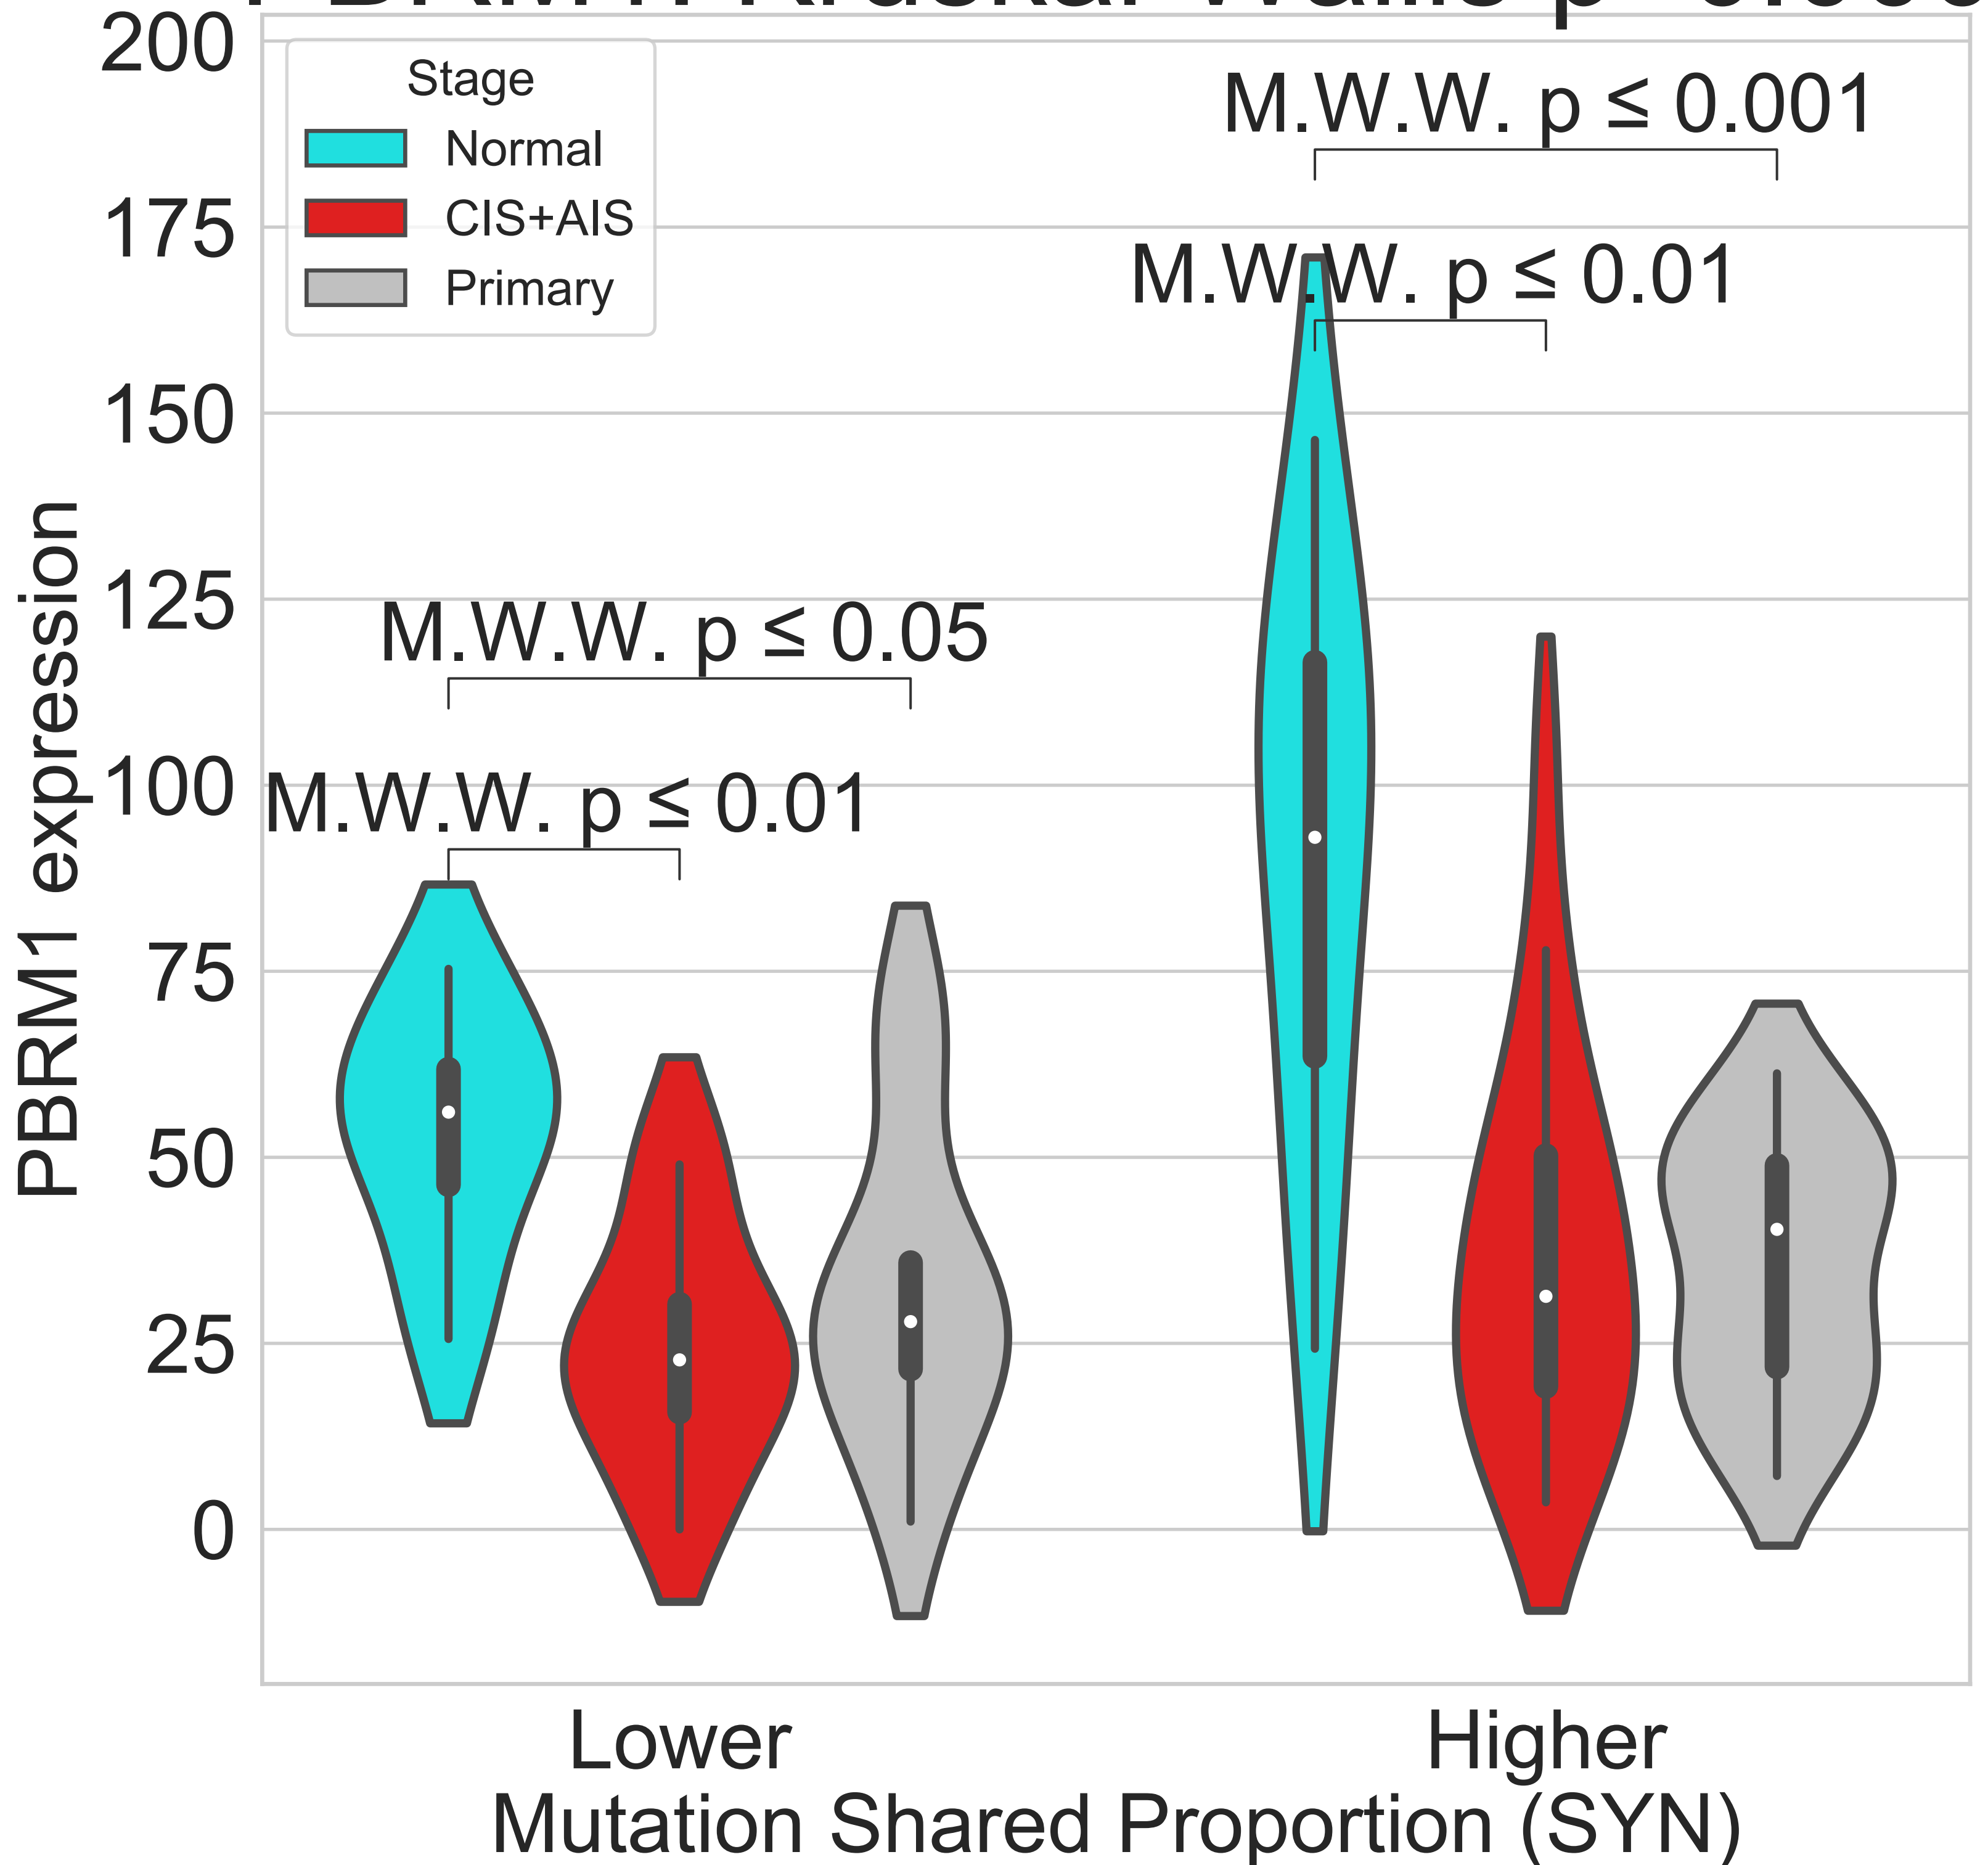 200
175
150
125
100
75
50
25
0
PBRM1 expression
Stage
Normal
CIS+AIS
Primary
M.W.W. p ≤ 0.001
M.W.W. p ≤ 0.01
M.W.W. p ≤ 0.05
M.W.W. p ≤ 0.01
Lower
Higher
Mutation Shared Proportion (SYN)